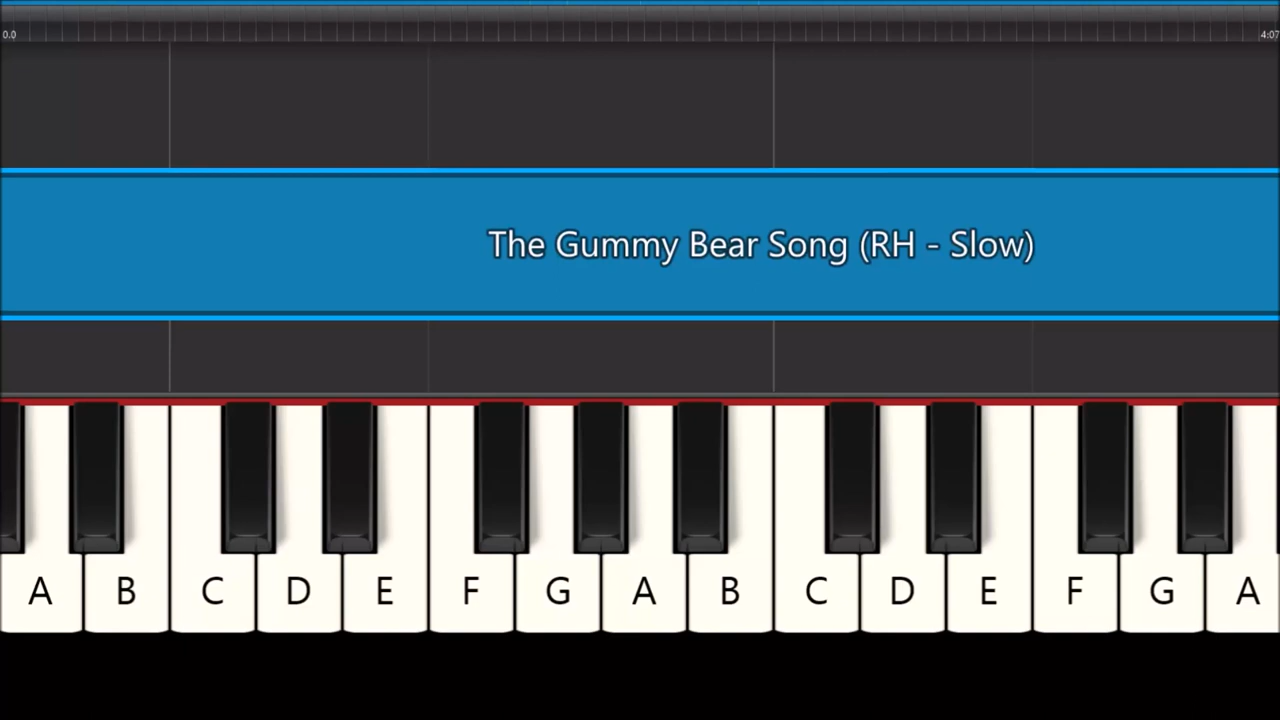 0.0 4:07
The Gummy Bear Song (RH - Slow)
A B C D E F G A B C D E F G A